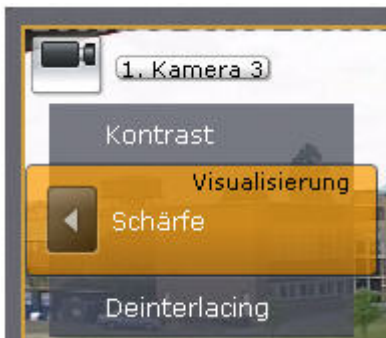 1. Kamera 3
Kontrast
Visualisierung
Schärfe
Deinterlacing